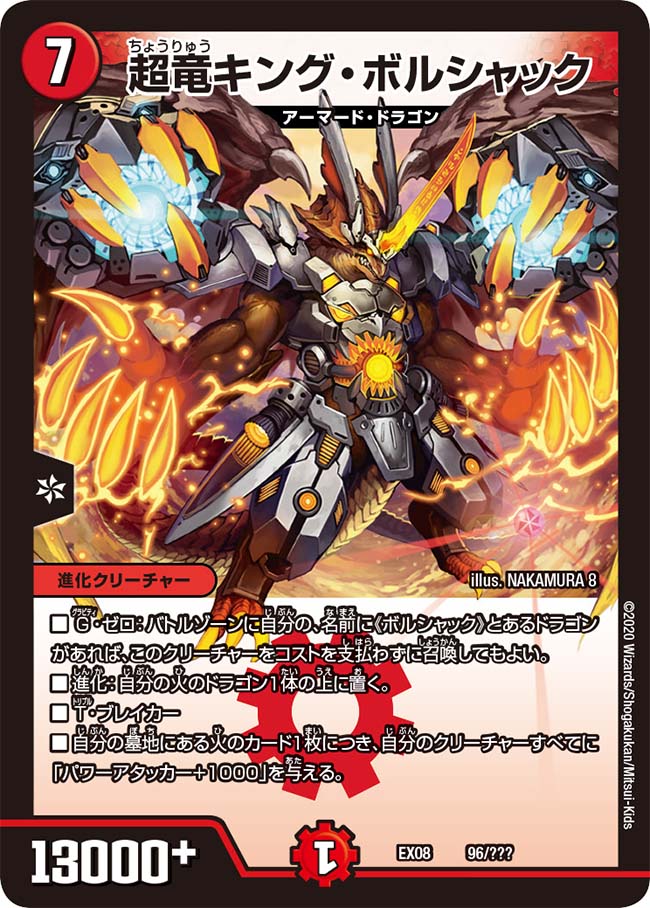 7
ちょうりゅう
超竜キング・ボルシャック
アーマード・ドラゴン
進化クリーチャー
illus. NAKAMURA 8
■G・ゼロ：バトルゾーンに自分の、名前に《ボルシャック》とあるドラゴン
があれば、このクリーチャーをコストを支払わずに召喚してもよい。
■進化：自分の火のドラゴン1体の上に置く。
■T・ブレイカー
■自分の墓地にある火のカード1枚につき、自分のクリーチャーすべてに
「パワーアタッカー+1000」を与える。
©2020 Wizards/Shogakukan/Mitsui-Kids
13000+
1
EX08 96/???